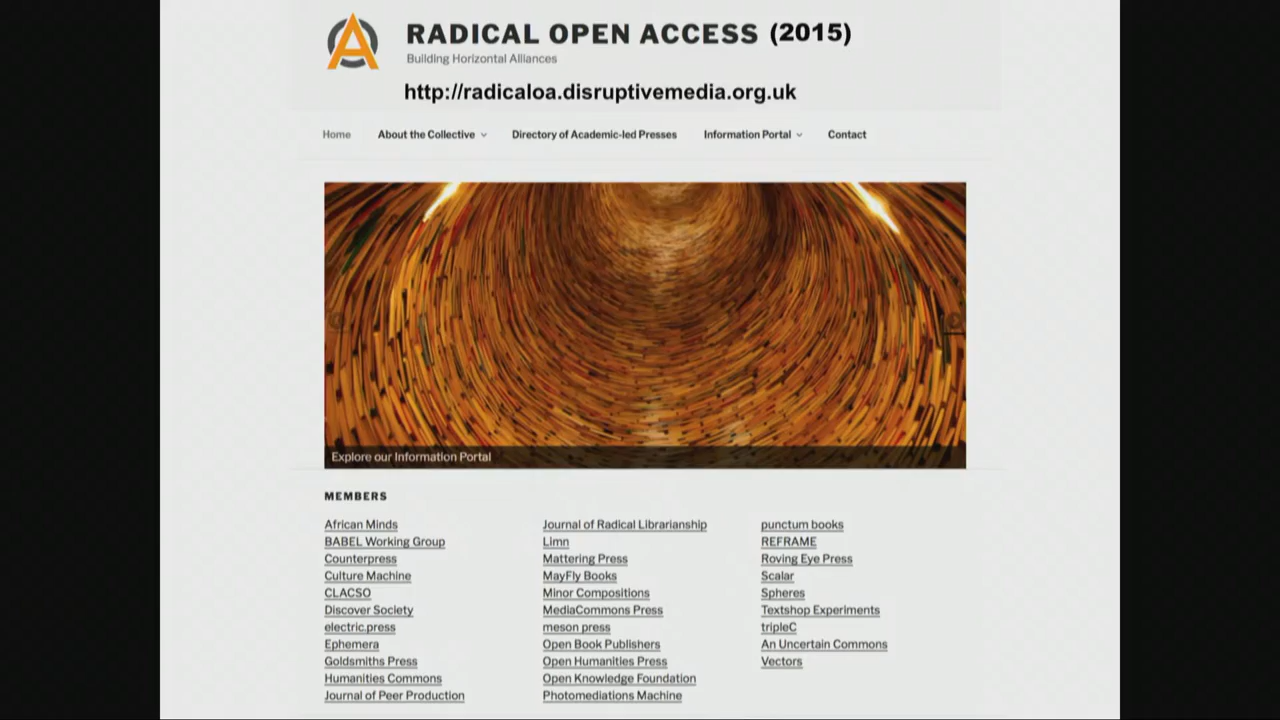 RADICAL OPEN ACCESS (2015)
Building Horizontal Alliances
http://radicaloa.disruptivemedia.org.uk
Home About the Collective Directory of Academic-led Presses Information Portal Contact
Explore our Information Portal
MEMBERS
African Minds
BABEL Working Group
Counterpress
Culture Machine
CLACSO
Discover Society
electric.press
Ephemera
Goldsmiths Press
Humanities Commons
Journal of Peer Production
Journal of Radical Librarianship
Limn
Mattering Press
MayFly Books
Minor Compositions
MediaCommons Press
meson press
Open Book Publishers
Open Humanities Press
Open Knowledge Foundation
Photomediations Machine
punctum books
REFRAME
Roving Eye Press
Scalar
Spheres
Textshop Experiments
tripleC
An Uncertain Commons
Vectors